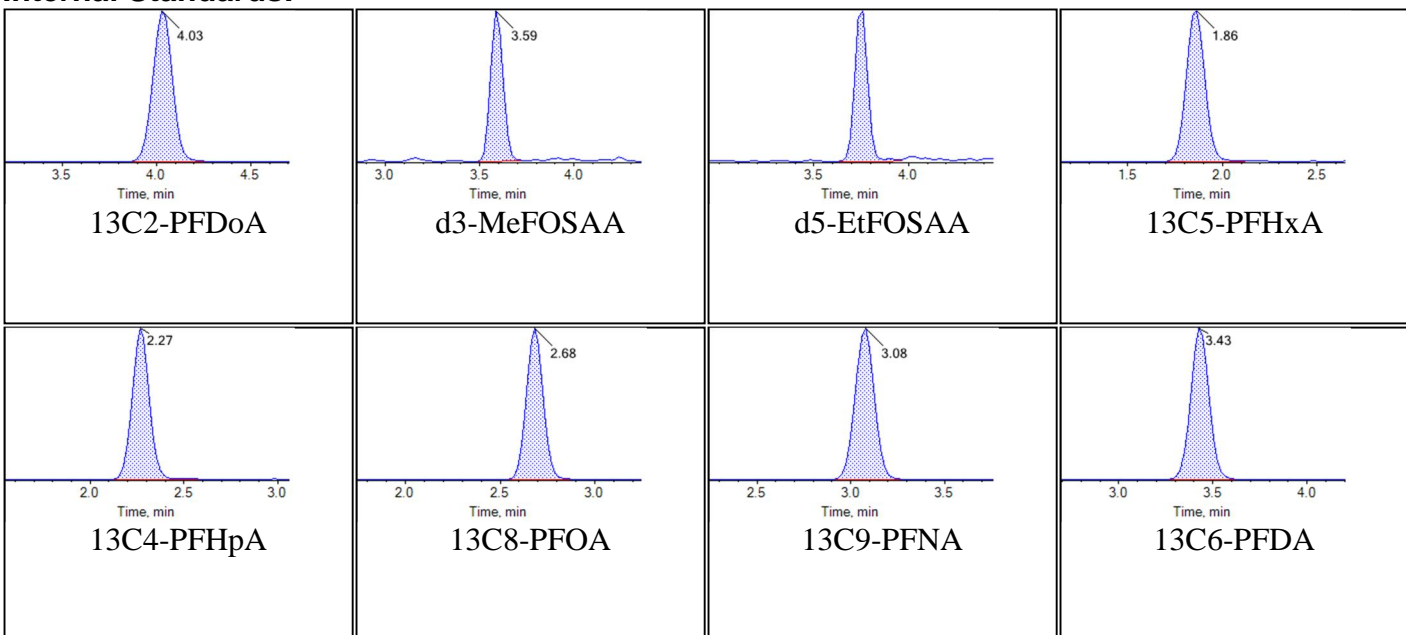 Internal Standards:
4.03 3.59 1.86
3.5 4.0 4.5 3.0 3.5 4.0 3.5 4.0 1.5 2.0 2.5
Time, min Time, min Time, min Time, min
13C2-PFDoA d3-MeFOSAA d5-EtFOSAA 13C5-PFHxA
2.27 2.68 3.08 3.43
2.0 2.5 3.0 2.0 2.5 3.0 2.5 3.0 3.5 3.0 3.5 4.0
Time, min Time, min Time, min Time, min
13C4-PFHpA 13C8-PFOA 13C9-PFNA 13C6-PFDA